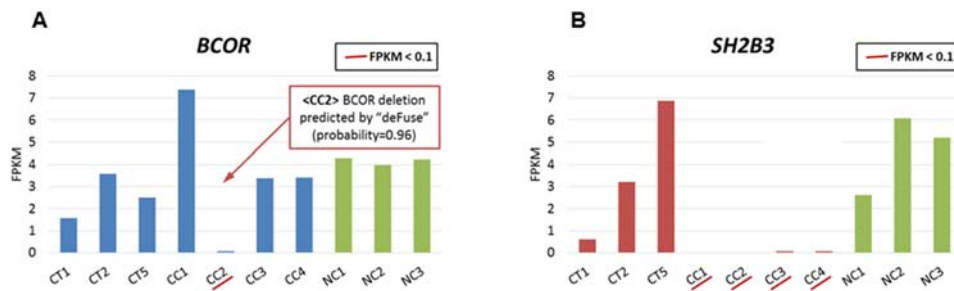 A
BCOR
FPKM < 0.1
8
7
6
5
4
3
2
1
0
FPKM
<CC2> BCOR deletion
predicted by "deFuse"
(probability=0.96)
CT1 CT2 CT5 CC1 CC2 CC3 CC4 NC1 NC2 NC3
B
SH2B3
FPKM < 0.1
8
7
6
5
4
3
2
1
0
FPKM
CT1 CT2 CT5 CC1 CC2 CC3 CC4 NC1 NC2 NC3